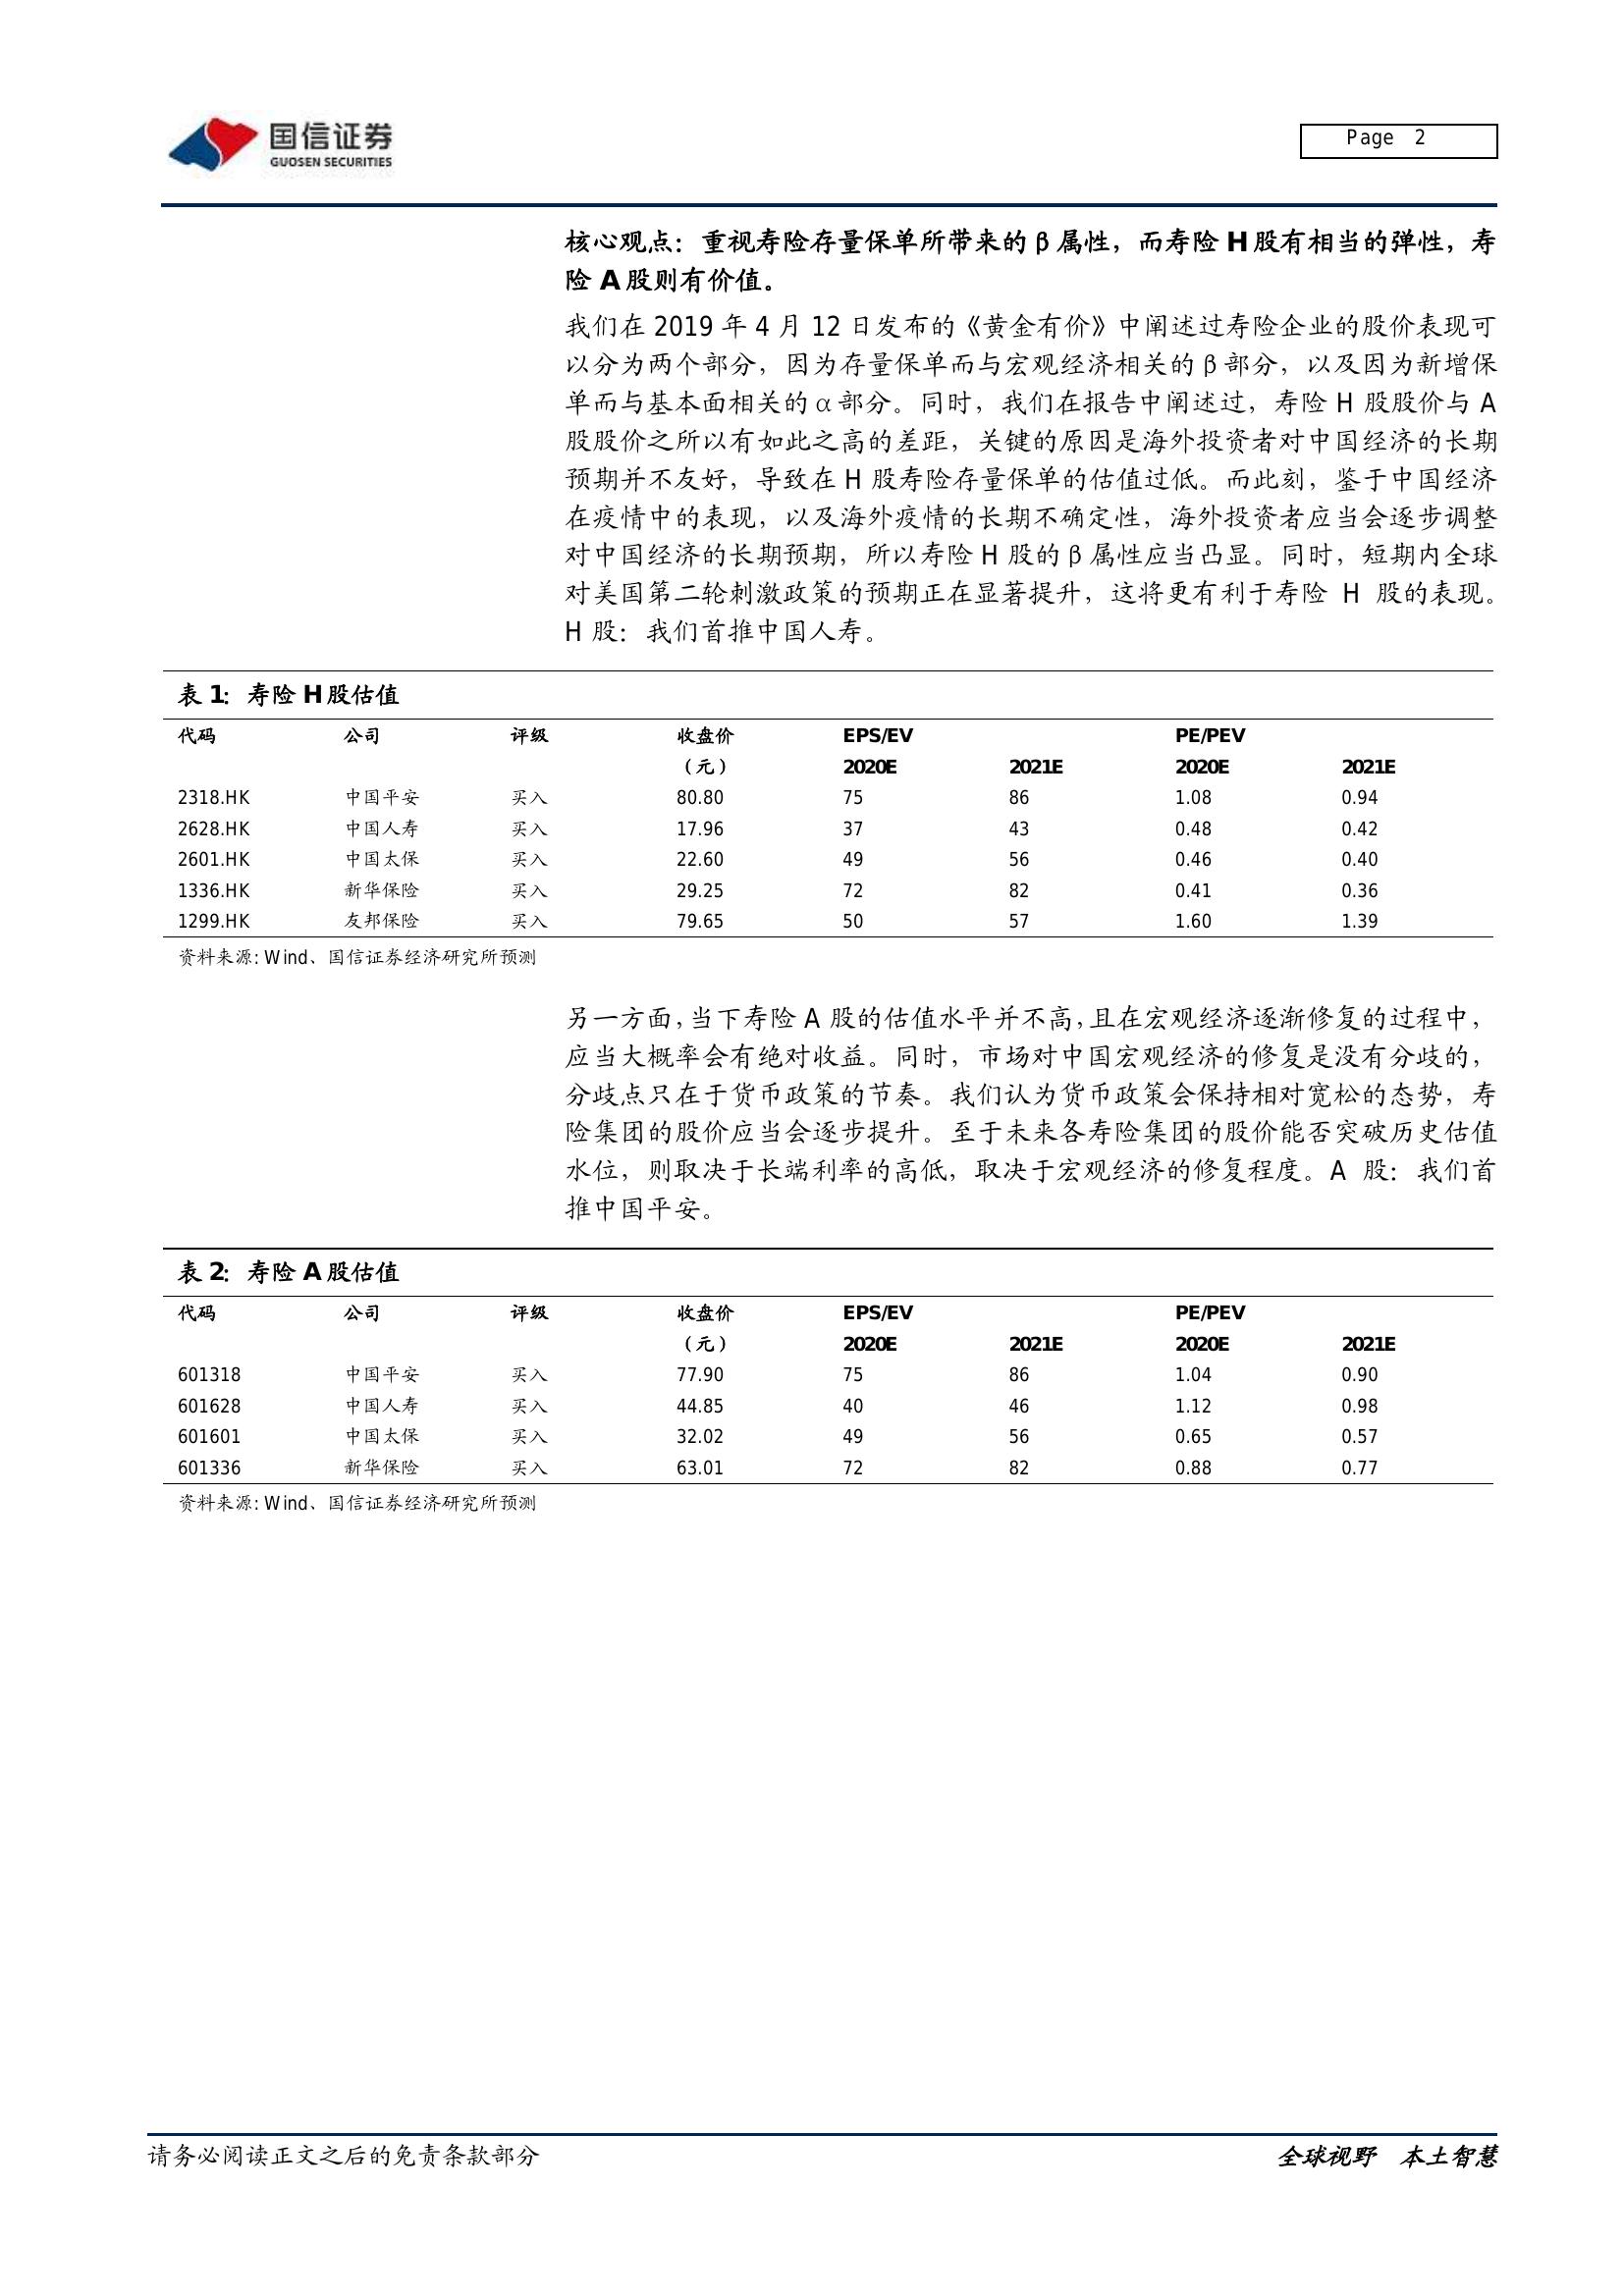 国信证券
GUOSEN SECURITIES
Page 2
核心观点：重视寿险存量保单所带来的 β 属性，而寿险 H 股有相当的弹性，寿
险 A 股则有价值。
我们在 2019 年 4 月 12 日发布的《黄金有价》中阐述过寿险企业的股价表现可
以分为两个部分，因为存量保单而与宏观经济相关的 β 部分，以及因为新增保
单而与基本面相关的 α 部分。同时，我们在报告中阐述过，寿险 H 股股价与 A
股股价之所以有如此之高的差距，关键的原因是海外投资者对中国经济的长期
预期并不友好，导致在 H 股寿险存量保单的估值过低。而此刻，鉴于中国经济
在疫情中的表现，以及海外疫情的长期不确定性，海外投资者应当会逐步调整
对中国经济的长期预期，所以寿险 H 股的 β 属性应当凸显。同时，短期内全球
对美国第二轮刺激政策的预期正在显著提升，这将更有利于寿险 H 股的表现。
H 股：我们首推中国人寿。
表 1：寿险 H 股估值
代码 公司 评级 收盘价 EPS/EV PE/PEV
（元） 2020E 2021E 2020E 2021E
2318.HK 中国平安 买入 80.80 75 86 1.08 0.94
2628.HK 中国人寿 买入 17.96 37 43 0.48 0.42
2601.HK 中国太保 买入 22.60 49 56 0.46 0.40
1336.HK 新华保险 买入 29.25 72 82 0.41 0.36
1299.HK 友邦保险 买入 79.65 50 57 1.60 1.39
资料来源: Wind、国信证券经济研究所预测
另一方面，当下寿险 A 股的估值水平并不高，且在宏观经济逐渐修复的过程中，
应当大概率会有绝对收益。同时，市场对中国宏观经济的修复是没有分歧的，
分歧点只在于货币政策的节奏。我们认为货币政策会保持相对宽松的态势，寿
险集团的股价应当会逐步提升。至于未来各寿险集团的股价能否突破历史估值
水位，则取决于长端利率的高低，取决于宏观经济的修复程度。A 股：我们首
推中国平安。
表 2：寿险 A 股估值
代码 公司 评级 收盘价 EPS/EV PE/PEV
（元） 2020E 2021E 2020E 2021E
601318 中国平安 买入 77.90 75 86 1.04 0.90
601628 中国人寿 买入 44.85 40 46 1.12 0.98
601601 中国太保 买入 32.02 49 56 0.65 0.57
601336 新华保险 买入 63.01 72 82 0.88 0.77
资料来源: Wind、国信证券经济研究所预测
请务必阅读正文之后的免责条款部分 全球视野 本土智慧